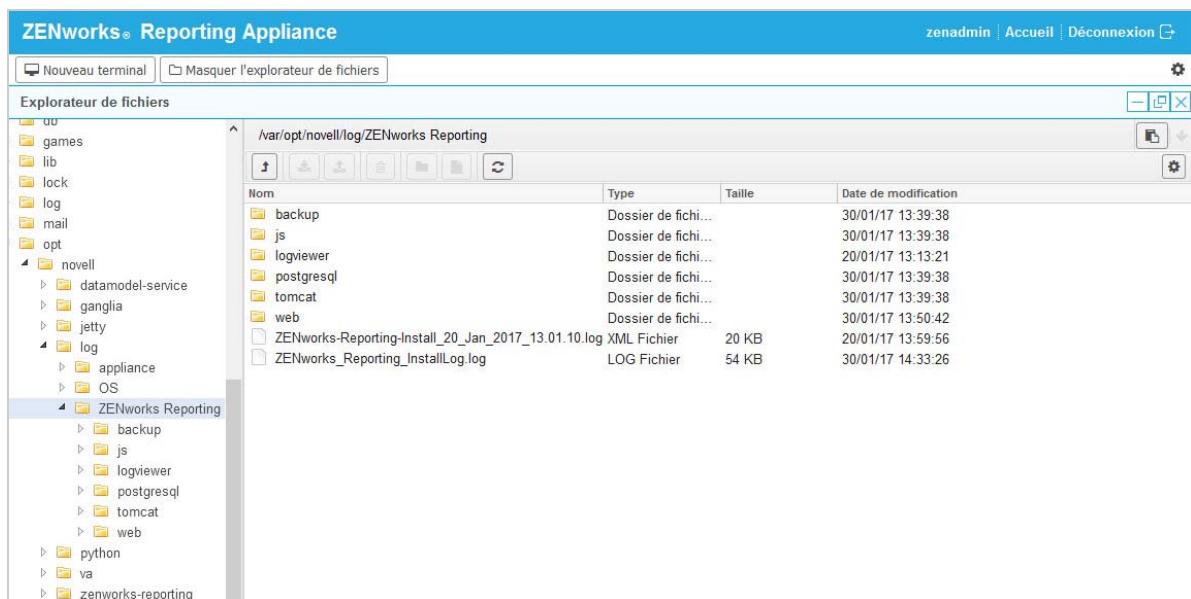 ZENworks® Reporting Appliance
zenadmin Accueil Déconnexion
Nouveau terminal Masquer l'explorateur de fichiers
Explorateur de fichiers
db
games
lib
lock
log
mail
opt
novell
datamodel-service
ganglia
jetty
log
appliance
OS
ZENworks Reporting
backup
js
logviewer
postgresql
tomcat
web
python
va
zenworks-reporting
/var/opt/novell/log/ZENworks Reporting
Nom Type Taille Date de modification
backup Dossier de fichi... 30/01/17 13:39:38
js Dossier de fichi... 30/01/17 13:39:38
logviewer Dossier de fichi... 20/01/17 13:13:21
postgresql Dossier de fichi... 30/01/17 13:39:38
tomcat Dossier de fichi... 30/01/17 13:39:38
web Dossier de fichi... 30/01/17 13:50:42
ZENworks-Reporting-Install_20_Jan_2017_13.01.10.log XML Fichier 20 KB 20/01/17 13:59:56
ZENworks_Reporting_InstallLog.log LOG Fichier 54 KB 30/01/17 14:33:26